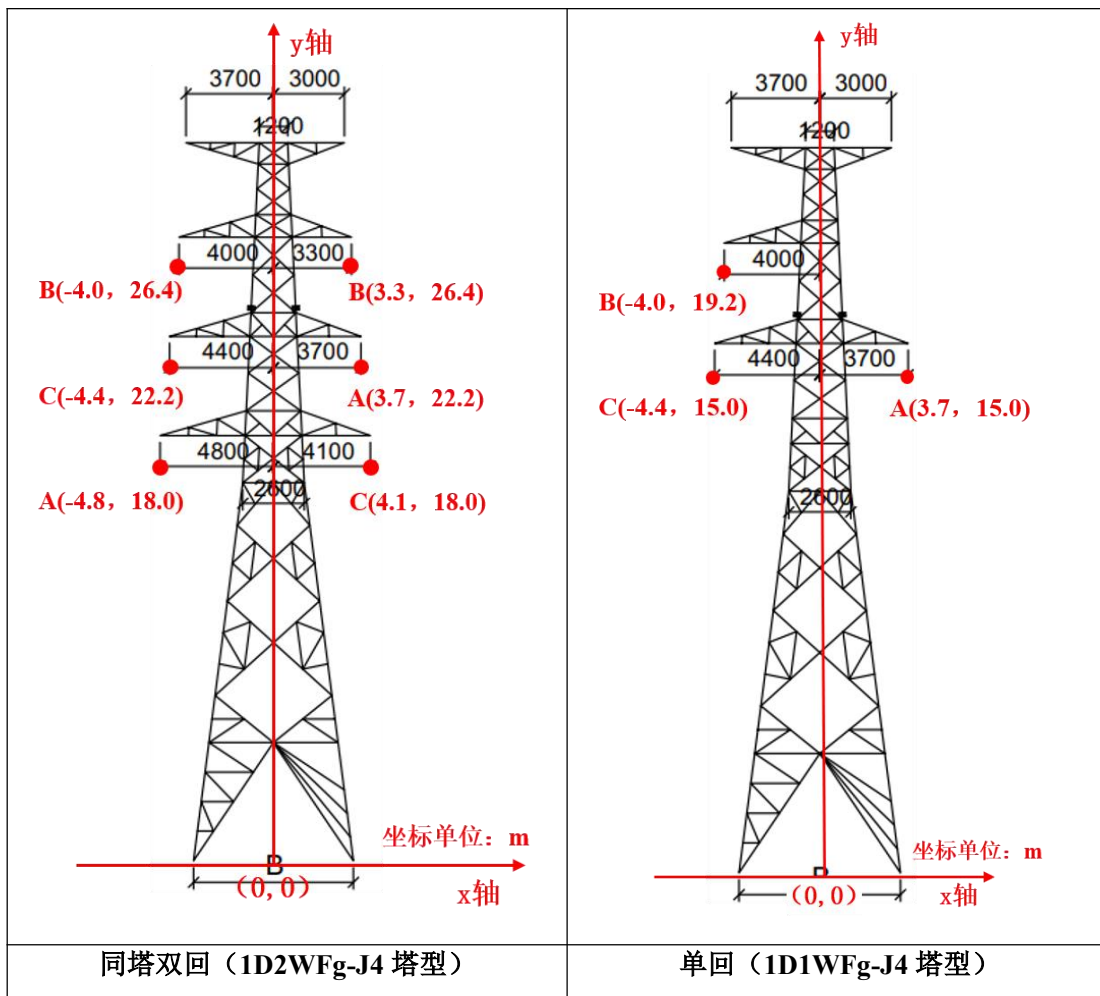 y轴
3700 3000
1200
4000 3300
B(-4.0，26.4) B(3.3，26.4)
4400 3700
C(-4.4，22.2) A(3.7，22.2)
4800 4100
A(-4.8，18.0) C(4.1，18.0)
2600
坐标单位：m
B
（0,0）
x轴
同塔双回（1D2WFg-J4 塔型）
y轴
3700 3000
1200
4000
B(-4.0，19.2)
4400 3700
C(-4.4，15.0) A(3.7，15.0)
2600
坐标单位：m
（0,0）
x轴
单回（1D1WFg-J4 塔型）